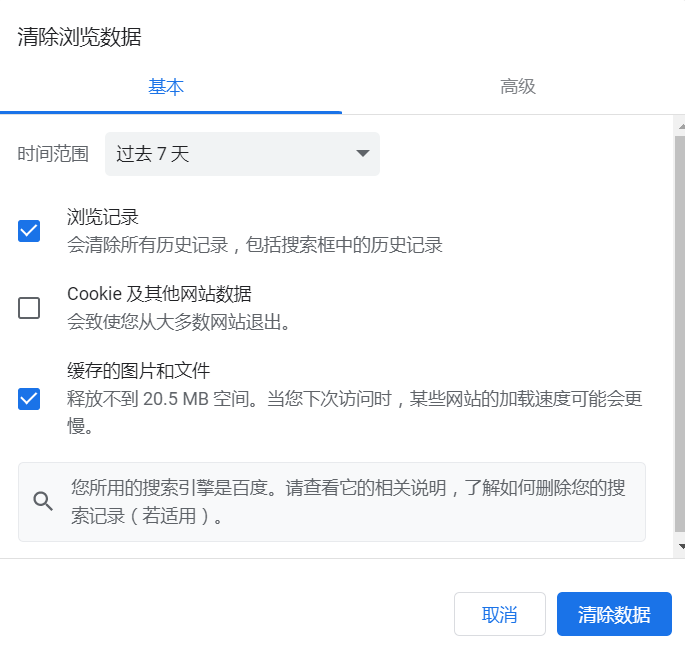 清除浏览数据
基本
高级
时间范围
过去 7 天
浏览记录
会清除所有历史记录，包括搜索框中的历史记录
Cookie 及其他网站数据
会致使您从大多数网站退出。
缓存的图片和文件
释放不到 20.5 MB 空间。当您下次访问时，某些网站的加载速度可能会更
慢。
您所用的搜索引擎是百度。请查看它的相关说明，了解如何删除您的搜
索记录（若适用）。
取消
清除数据